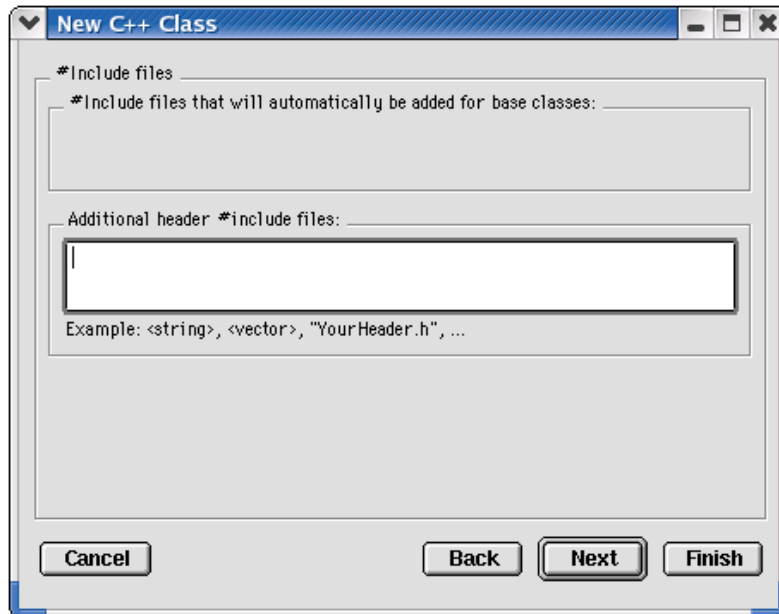 New C++ Class
#Include files
#Include files that will automatically be added for base classes:
Additional header #include files:
Example: <string>, <vector>, "YourHeader.h", ...
Cancel
Back
Next
Finish